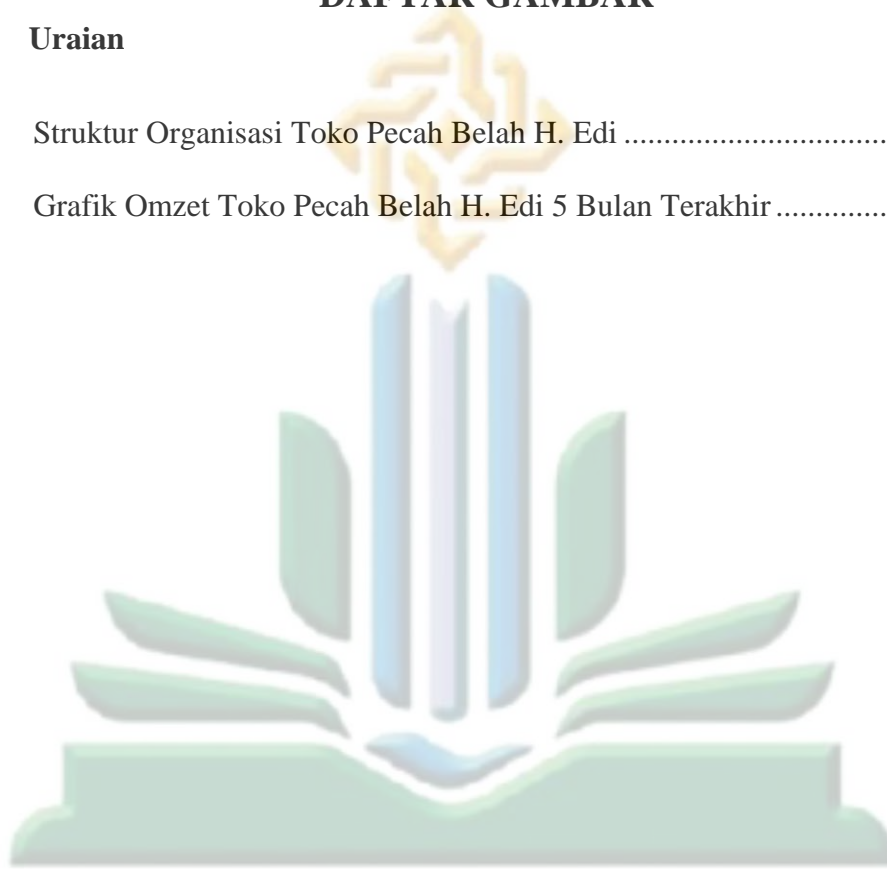 DAFTAR GAMBAR
Uraian
Struktur Organisasi Toko Pecah Belah H. Edi .................................
Grafik Omzet Toko Pecah Belah H. Edi 5 Bulan Terakhir ..............